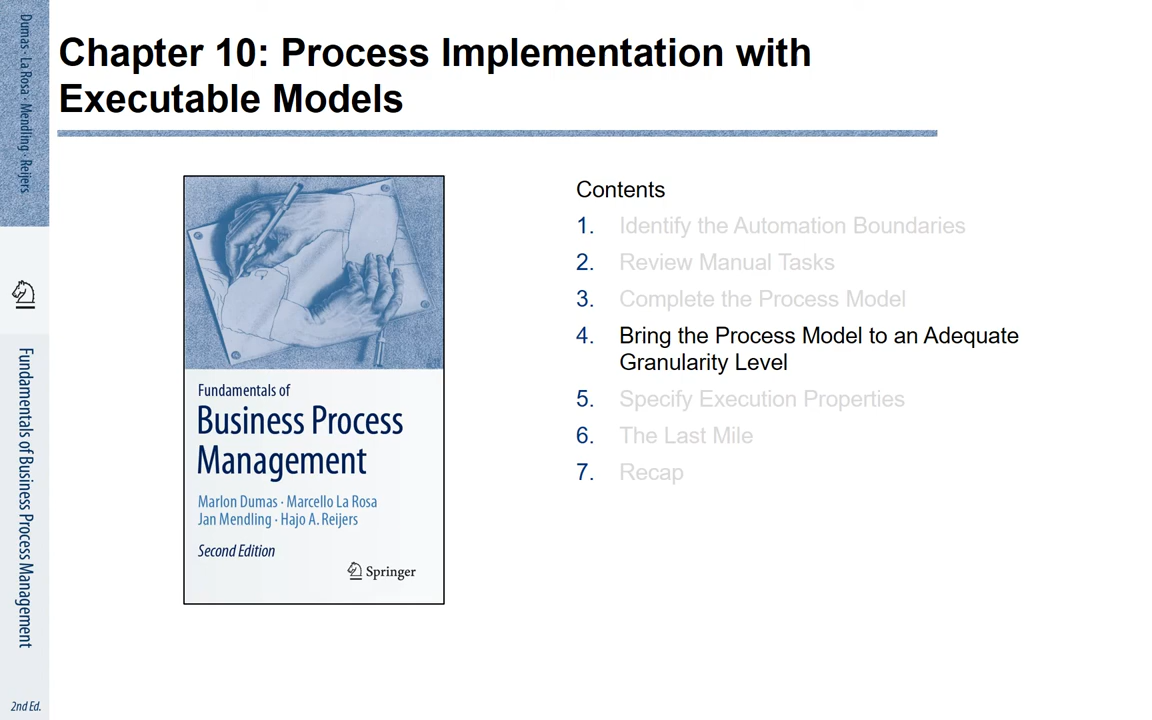 Dumas · La Rosa · Mendling · Reijers
Fundamentals of Business Process Management
2nd Ed.
Chapter 10: Process Implementation with
Executable Models
Fundamentals of
Business Process
Management
Marlon Dumas · Marcello La Rosa
Jan Mendling · Hajo A. Reijers
Second Edition
Springer
Contents
1. Identify the Automation Boundaries
2. Review Manual Tasks
3. Complete the Process Model
4. Bring the Process Model to an Adequate
Granularity Level
5. Specify Execution Properties
6. The Last Mile
7. Recap